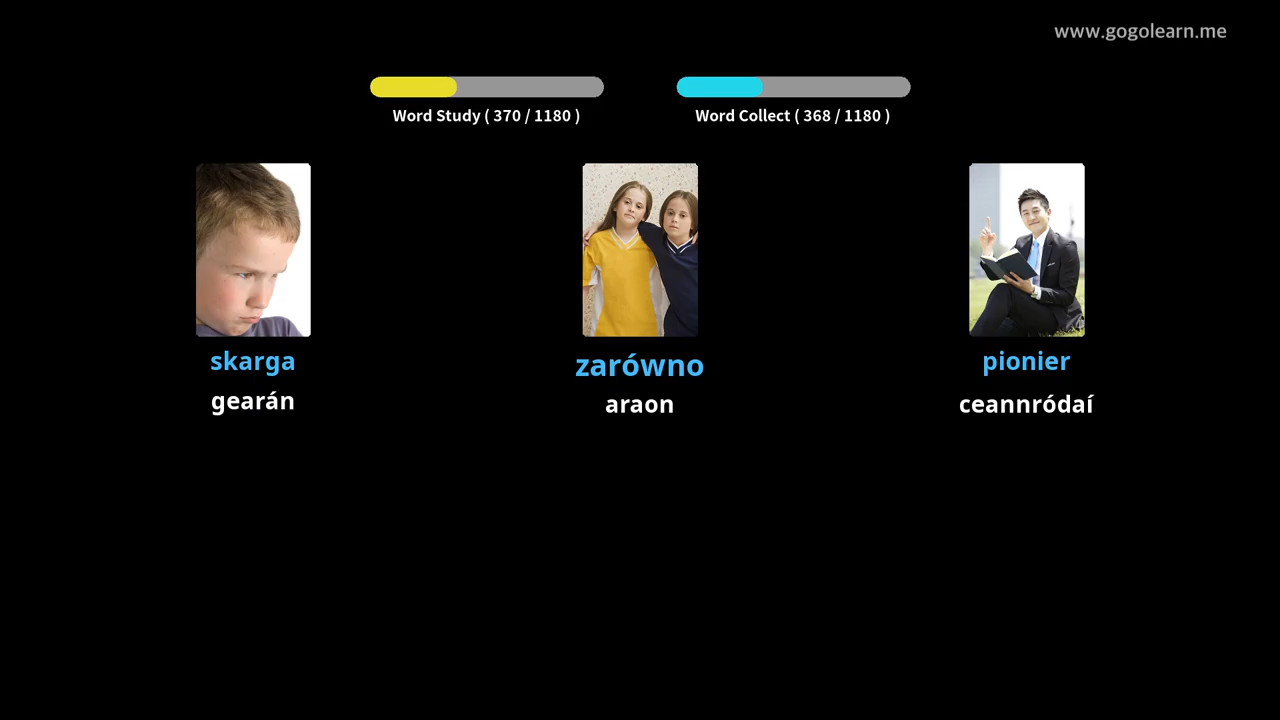 www.gogolearn.me
Word Study ( 370 / 1180 )
Word Collect ( 368 / 1180 )
skarga
zarówno
pionier
gearán
araon
ceannródaí